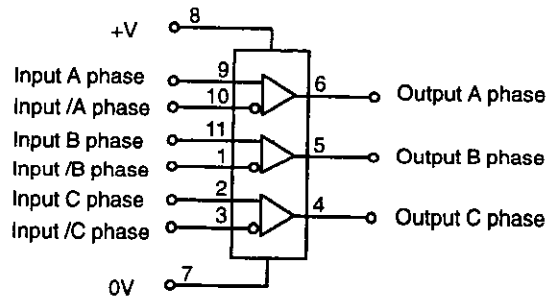 +V 8
Input A phase 9 6 Output A phase
input /A phase 10
Input B phase 11 5 Output B phase
Input /B phase 1
Input C phase 2 4 Output C phase
Input /C phase 3
0V 7